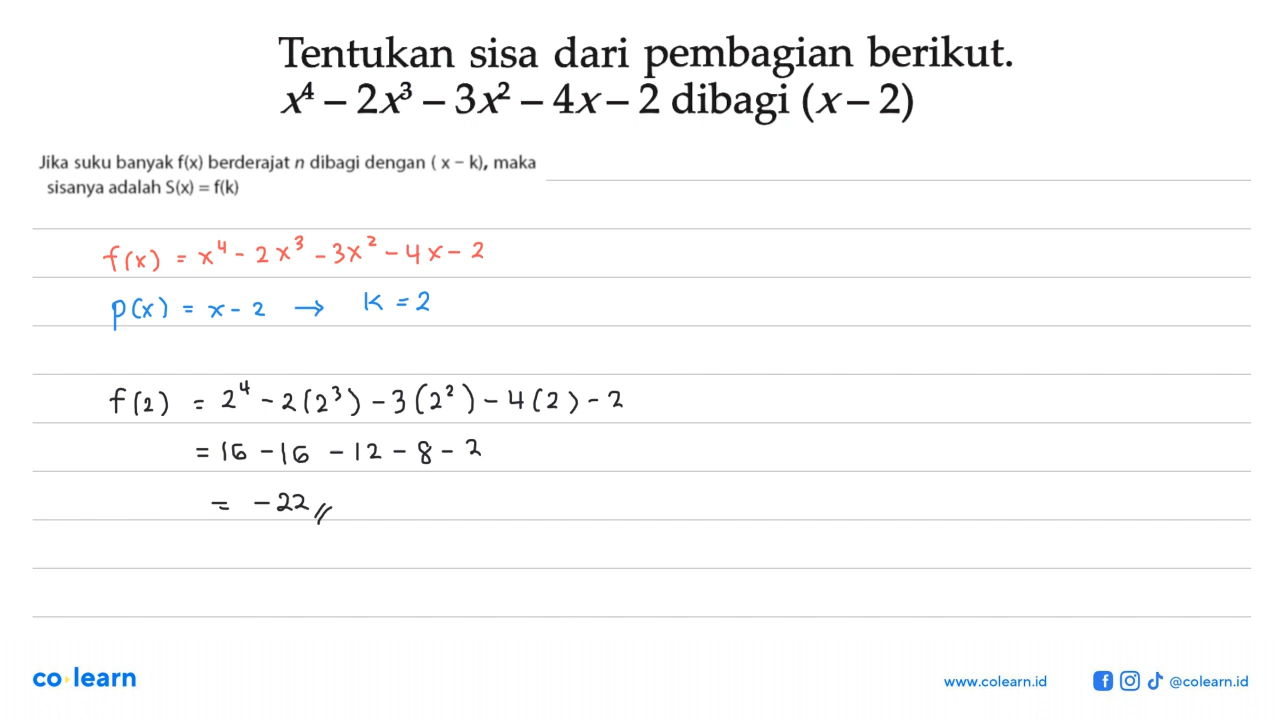 Tentukan sisa dari pembagian berikut.
x⁴ – 2x³ – 3x² – 4x – 2 dibagi (x – 2)
Jika suku banyak f(x) berderajat n dibagi dengan ( x – k), maka
sisanya adalah S(x) = f(k)
f(x) = x⁴ - 2x³ - 3x² - 4x - 2
p(x) = x - 2 → K = 2
f(2) = 2⁴ - 2(2³) - 3(2²) - 4(2) - 2
= 16 - 16 - 12 - 8 - 2
= -22 //
co learn
www.colearn.id @colearn.id